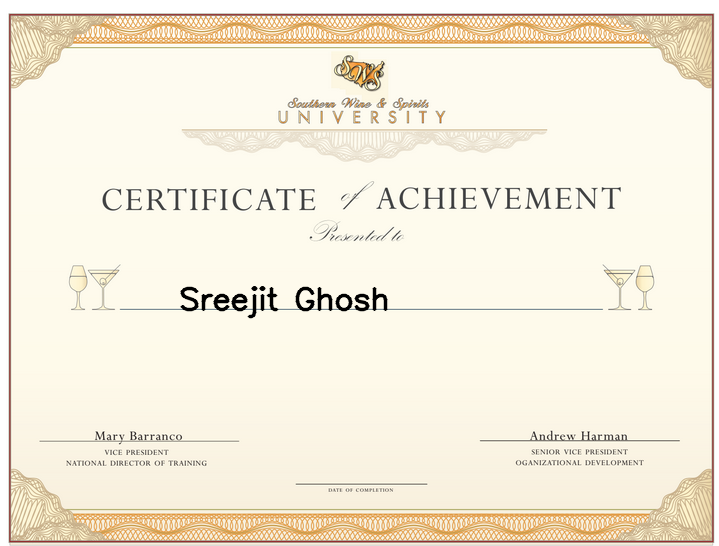 SWS
Southern Wine & Spirits
UNIVERSITY
CERTIFICATE of ACHIEVEMENT
Presented to
Sreejit Ghosh
Mary Barranco
VICE PRESIDENT
NATIONAL DIRECTOR OF TRAINING
Andrew Harman
SENIOR VICE PRESIDENT
OGANIZATIONAL DEVELOPMENT
DATE OF COMPLETION